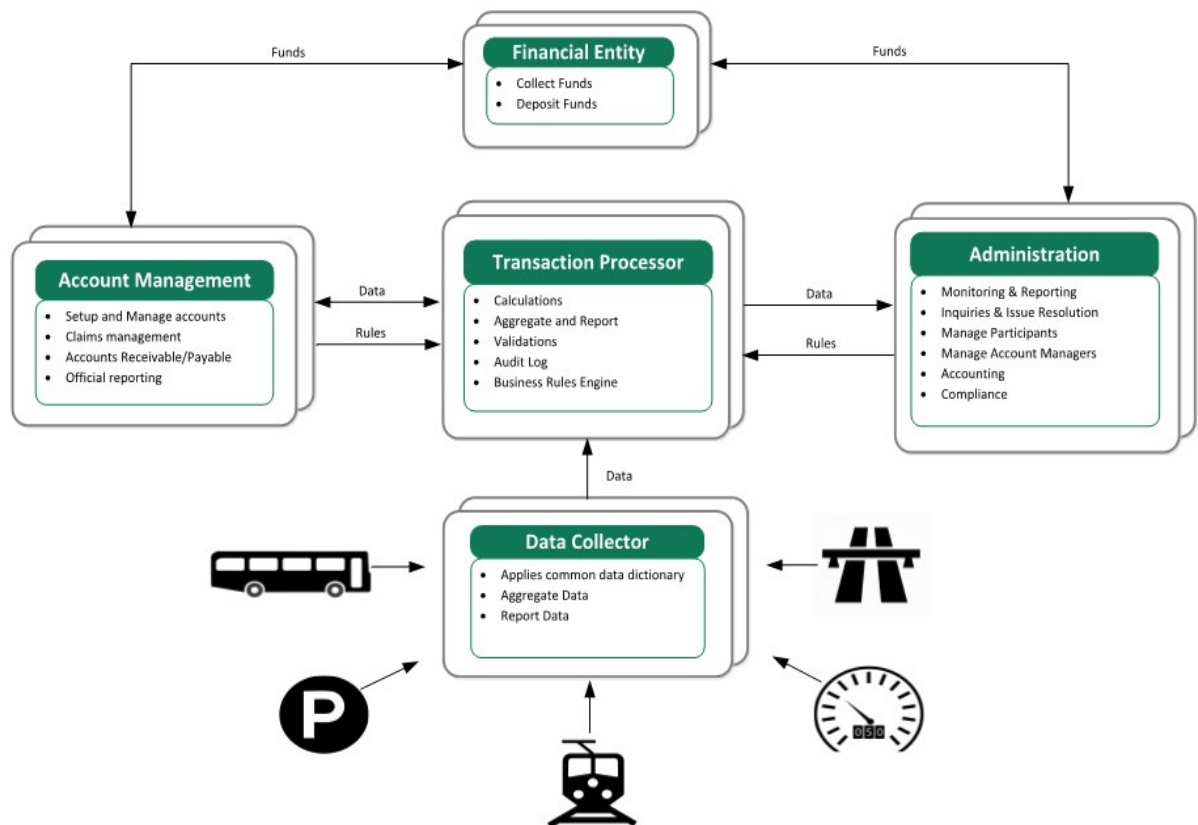 Financial Entity
Collect Funds
Deposit Funds
Funds
Funds
Account Management
Setup and Manage accounts
Claims management
Accounts Receivable/Payable
Official reporting
Data
Rules
Transaction Processor
Calculations
Aggregate and Report
Validations
Audit Log
Business Rules Engine
Data
Rules
Administration
Monitoring & Reporting
Inquiries & Issue Resolution
Manage Participants
Manage Account Managers
Accounting
Compliance
Data
Data Collector
Applies common data dictionary
Aggregate Data
Report Data
P
050